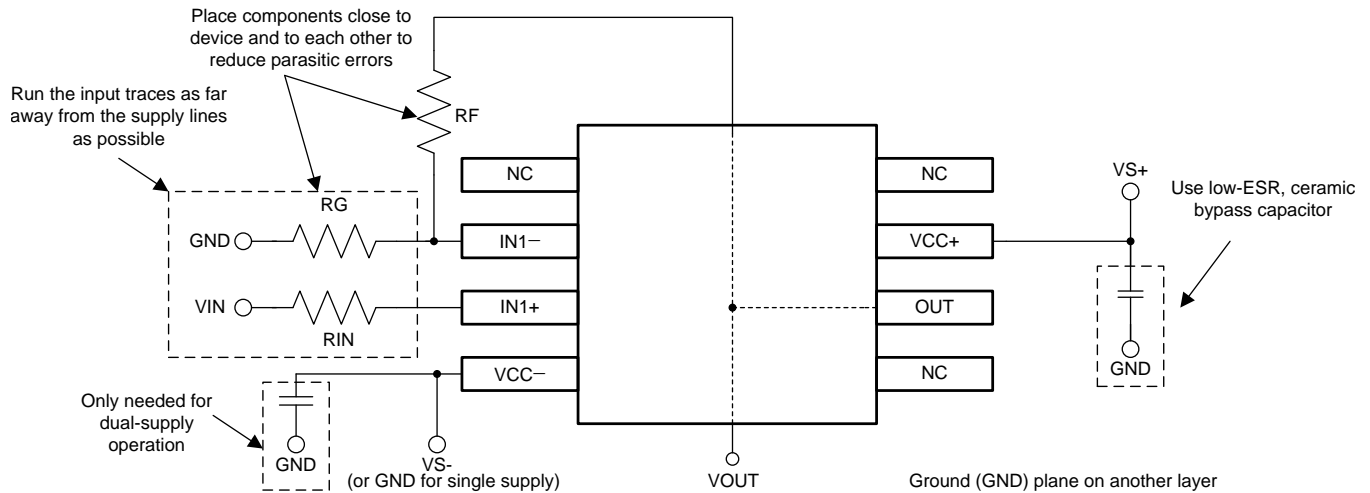 Place components close to
device and to each other to
reduce parasitic errors
Run the input traces as far
away from the supply lines
as possible
RF
NC
NC
VS+
Use low-ESR, ceramic
bypass capacitor
RG
GND
IN1−
VCC+
VIN
IN1+
OUT
RIN
GND
VCC−
NC
Only needed for
dual-supply
operation
GND
VS-
(or GND for single supply)
VOUT
Ground (GND) plane on another layer